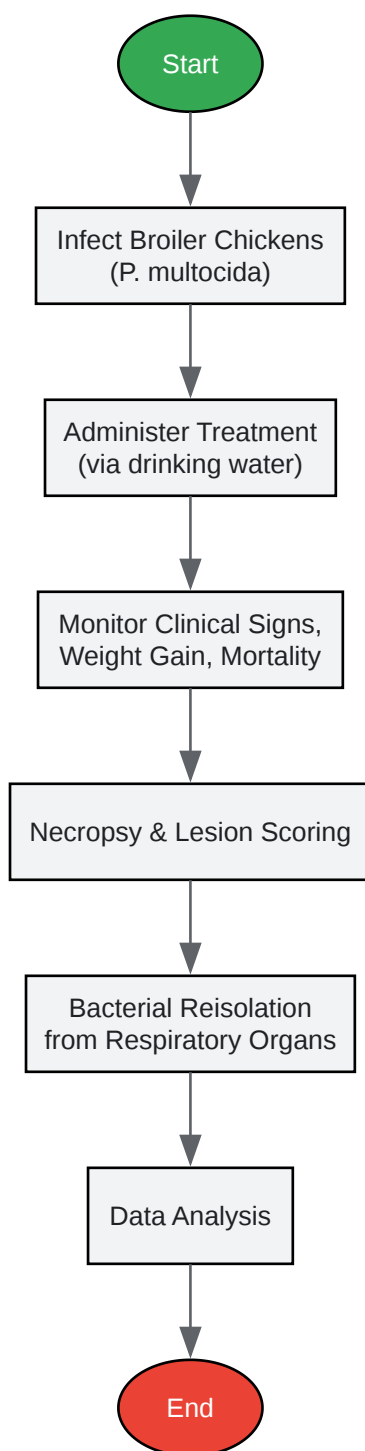 Start
Infect Broiler Chickens
(P. multocida)
Administer Treatment
(via drinking water)
Monitor Clinical Signs,
Weight Gain, Mortality
Necropsy & Lesion Scoring
Bacterial Reisolation
from Respiratory Organs
Data Analysis
End